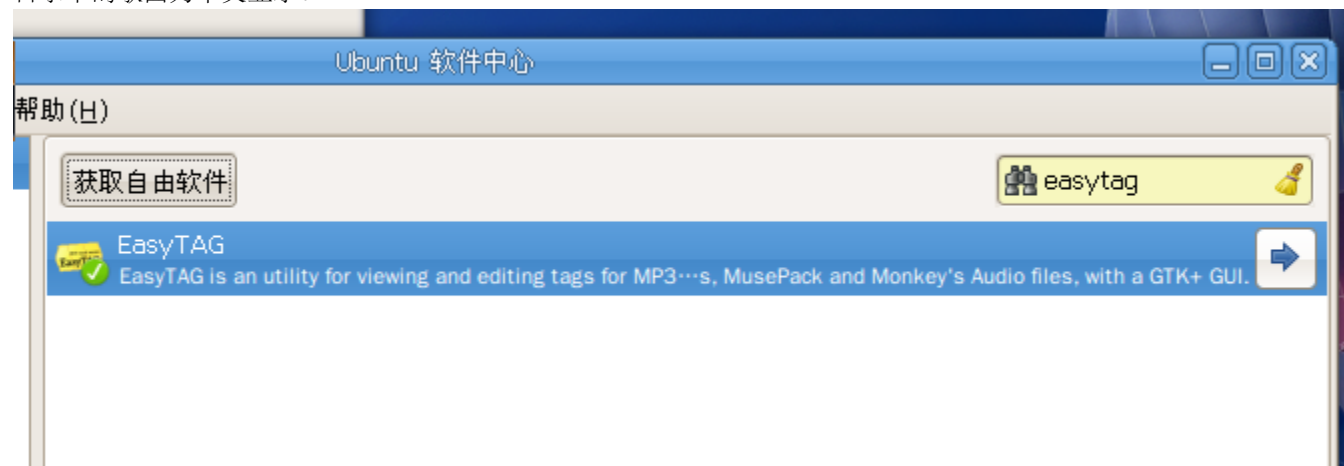 Ubuntu 软件中心
帮助(H)
获取自由软件
easytag
EasyTAG
EasyTAG is an utility for viewing and editing tags for MP3···s, MusePack and Monkey's Audio files, with a GTK+ GUI.